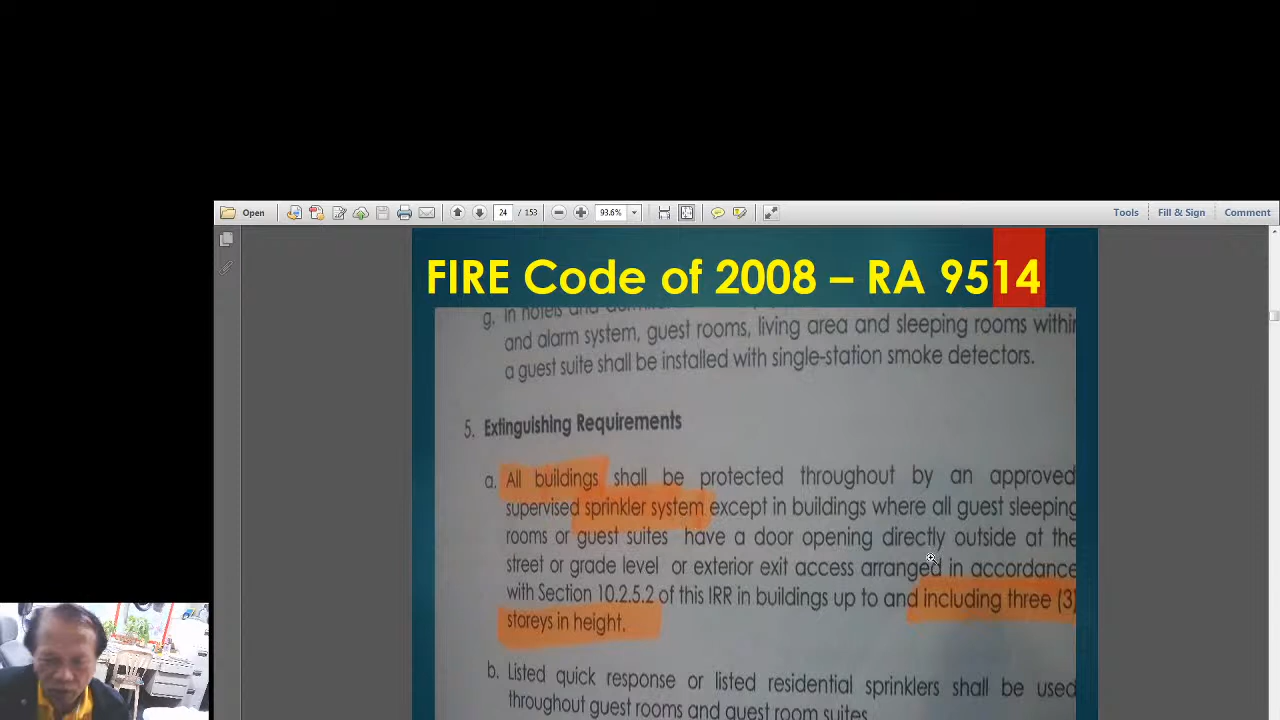 Open
24 / 153
93.6%
Tools
Fill & Sign
Comment
FIRE Code of 2008 – RA 9514
g. In hotels and
and alarm system, guest rooms, living area and sleeping rooms within
a guest suite shall be installed with single-station smoke detectors.
5. Extinguishing Requirements
a. All buildings shall be protected throughout by an approved
supervised sprinkler system except in buildings where all guest sleeping
rooms or guest suites have a door opening directly outside at the
street or grade level or exterior exit access arranged in accordance
with Section 10.2.5.2 of this IRR in buildings up to and including three (3)
storeys in height.
b. Listed quick response or listed residential sprinklers shall be used
throughout guest rooms and guest room suites.